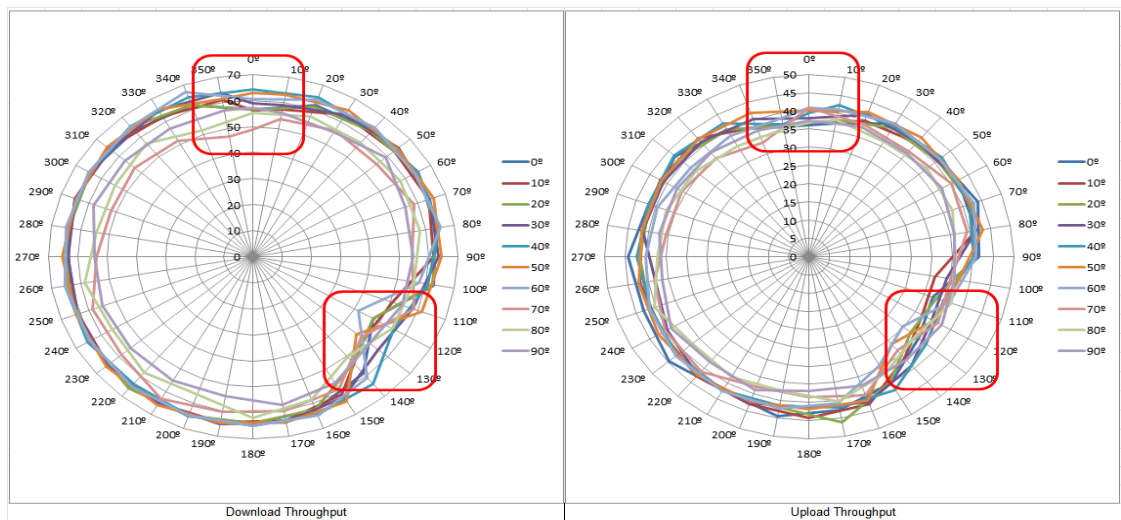 0º
10º
20º
30º
40º
50º
60º
70º
80º
90º
100º
110º
120º
130º
140º
150º
160º
170º
180º
190º
200º
210º
220º
230º
240º
250º
260º
270º
280º
290º
300º
310º
320º
330º
340º
350º
70
60
50
40
30
20
10
0
0º
10º
20º
30º
40º
50º
60º
70º
80º
90º
Download Throughput
0º
10º
20º
30º
40º
50º
60º
70º
80º
90º
100º
110º
120º
130º
140º
150º
160º
170º
180º
190º
200º
210º
220º
230º
240º
250º
260º
270º
280º
290º
300º
310º
320º
330º
340º
350º
50
45
40
35
30
25
20
15
10
5
0
0º
10º
20º
30º
40º
50º
60º
70º
80º
90º
Upload Throughput